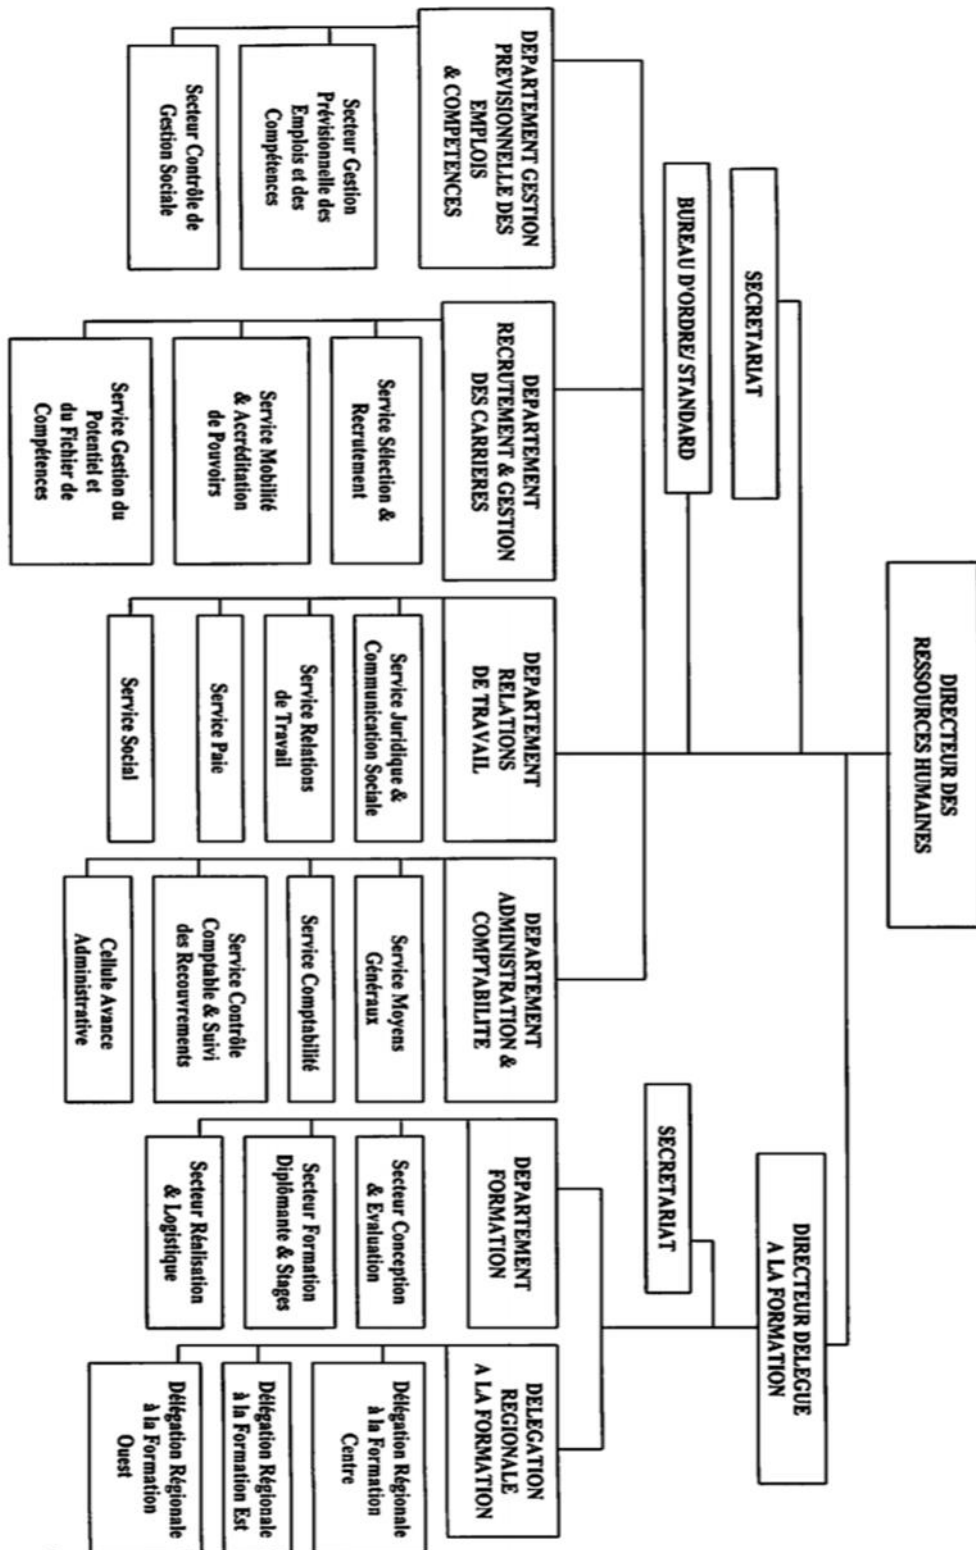 DIRECTEUR DES
RESSOURCES HUMAINES
SECRETARIAT
BUREAU D'ORDRE/ STANDARD
DIRECTEUR DELEGUE
A LA FORMATION
SECRETARIAT
DEPARTEMENT GESTION
PREVISIONNELLE DES
EMPLOIS
& COMPETENCES
Secteur Gestion
Prévisionnelle des
Emplois et des
Compétences
Secteur Contrôle de
Gestion Sociale
DEPARTEMENT
RECRUTEMENT & GESTION
DES CARRIERES
Service Sélection &
Recrutement
Service Mobilité
& Accréditation
de Pouvoirs
Service Gestion du
Potentiel et
du Fichier de
Compétences
DEPARTEMENT
RELATIONS
DE TRAVAIL
Service Juridique &
Communication Sociale
Service Relations
de Travail
Service Paie
Service Social
DEPARTEMENT
ADMINISTRATION &
COMPTABILITE
Service Moyens
Généraux
Service Comptabilité
Service Contrôle
Comptable & Suivi
des Recouvrements
Cellule Avance
Administrative
DEPARTEMENT
FORMATION
Secteur Conception
& Evaluation
Secteur Formation
Diplômante & Stages
Secteur Réalisation
& Logistique
DELEGATION
REGIONALE
A LA FORMATION
Délégation Régionale
à la Formation
Centre
Délégation Régionale
à la Formation Est
Délégation Régionale
à la Formation
Ouest